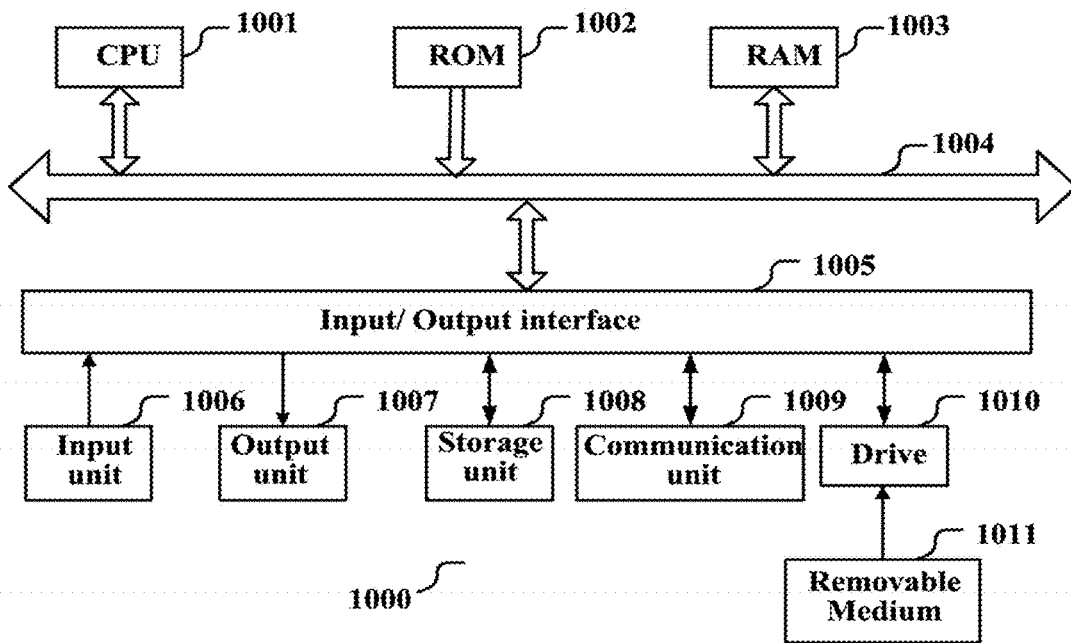 1001
1002
1003
CPU
ROM
RAM
1004
1005
Input/ Output interface
1006
1007
1008
1009
1010
Input
unit
Output
unit
Storage
unit
Communication
unit
Drive
1011
1000
Removable
Medium